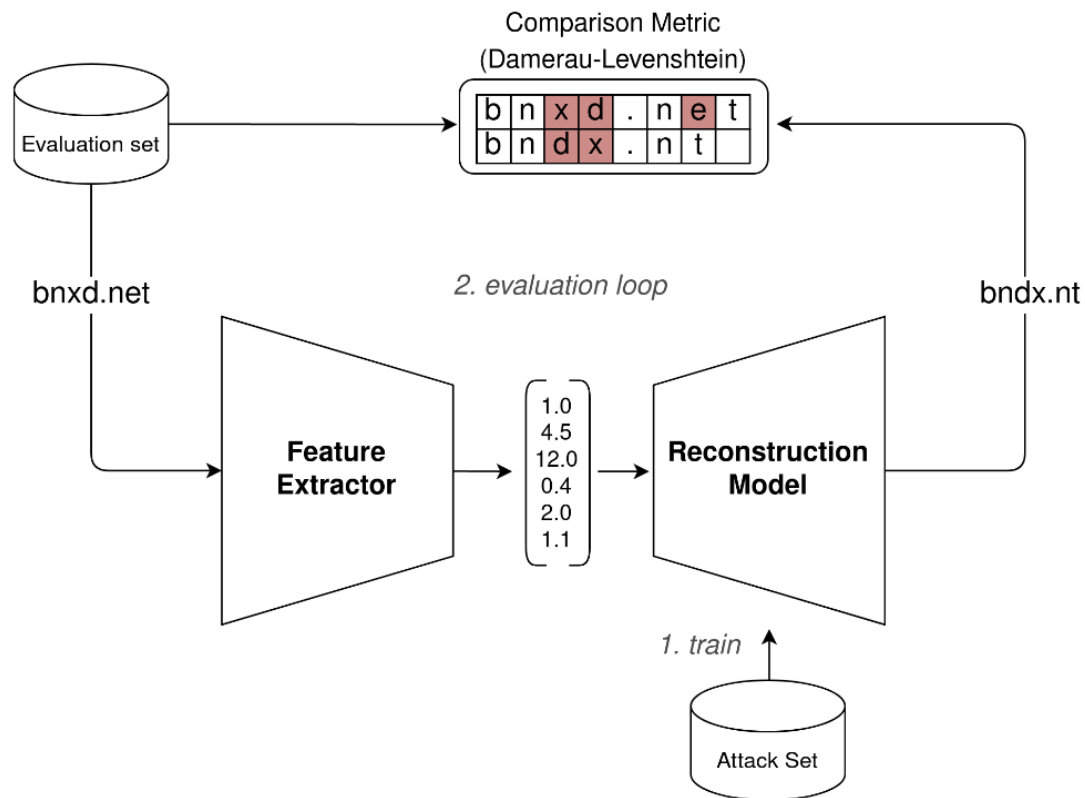 Comparison Metric
(Damerau-Levenshtein)
b n x d . n e t
b n d x . n t
Evaluation set
bnxd.net
2. evaluation loop
bndx.nt
Feature
Extractor
1.0
4.5
12.0
0.4
2.0
1.1
Reconstruction
Model
1. train
Attack Set